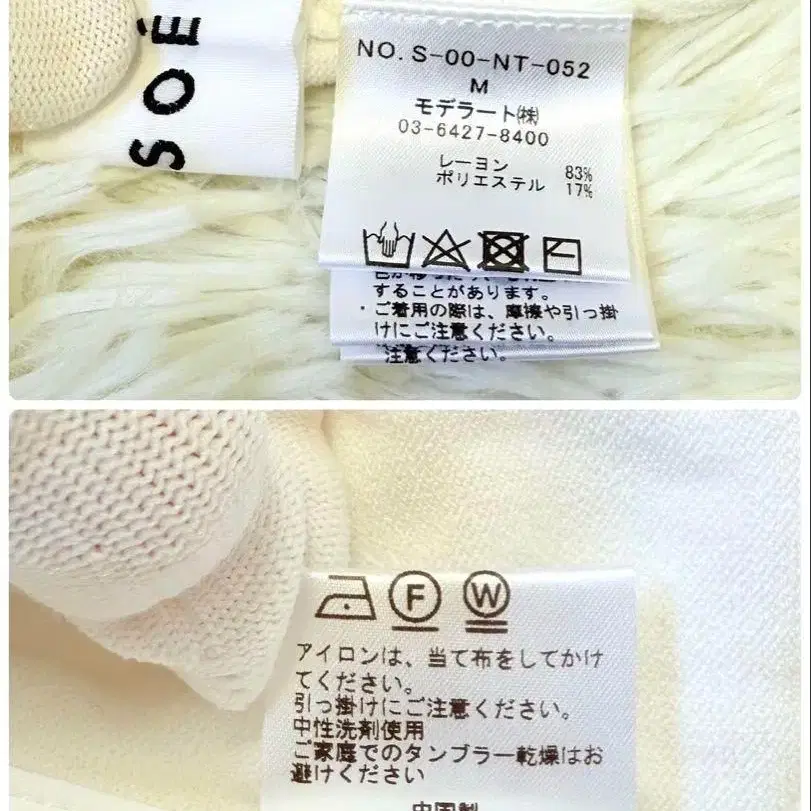 SOÉ
NO. S-00-NT-052
M
モデラート㈱
03-6427-8400
レーヨン 83%
ポリエステル 17%
することがあります。
・ご着用の際は、摩擦や引っ掛
けにご注意ください。
注意ください。
F W
アイロンは、当て布をしてかけ
てください。
引っ掛けにご注意ください。
中性洗剤使用
ご家庭でのタンブラー乾燥はお
避けください
中国製